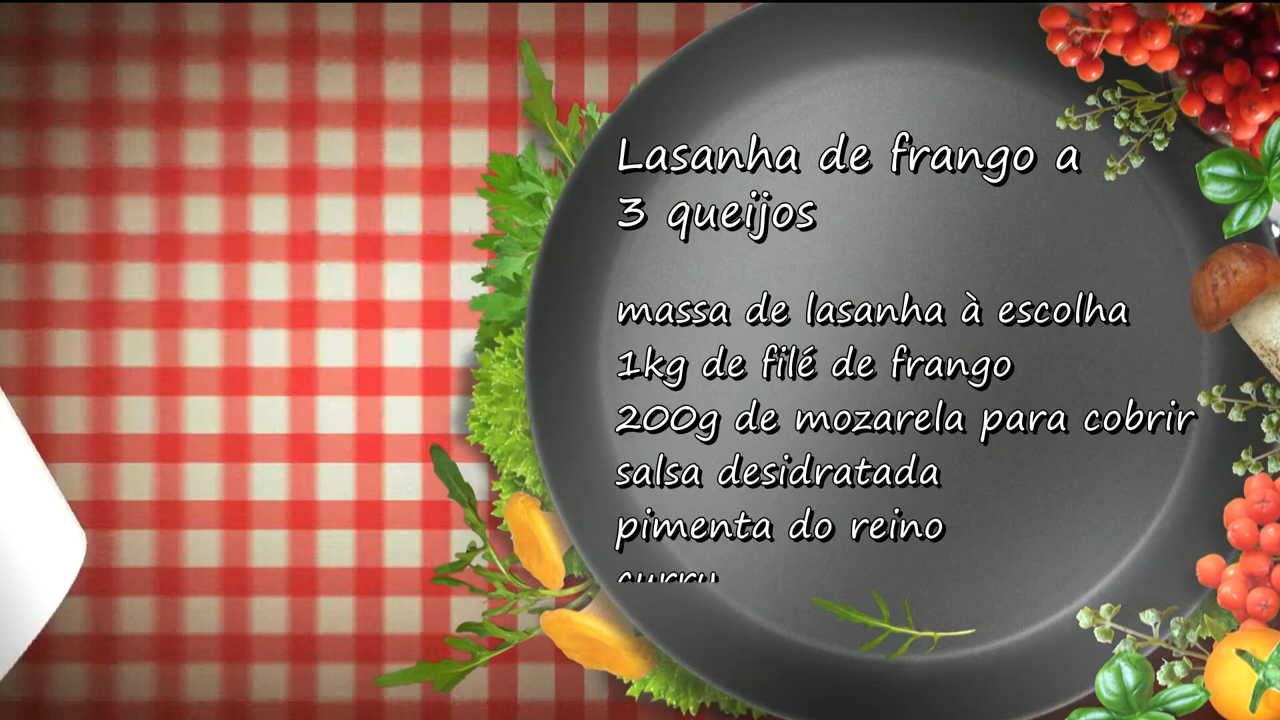 Lasanha de frango a
3 queijos
massa de lasanha à escolha
1kg de filé de frango
200g de mozarela para cobrir
salsa desidratada
pimenta do reino
curry